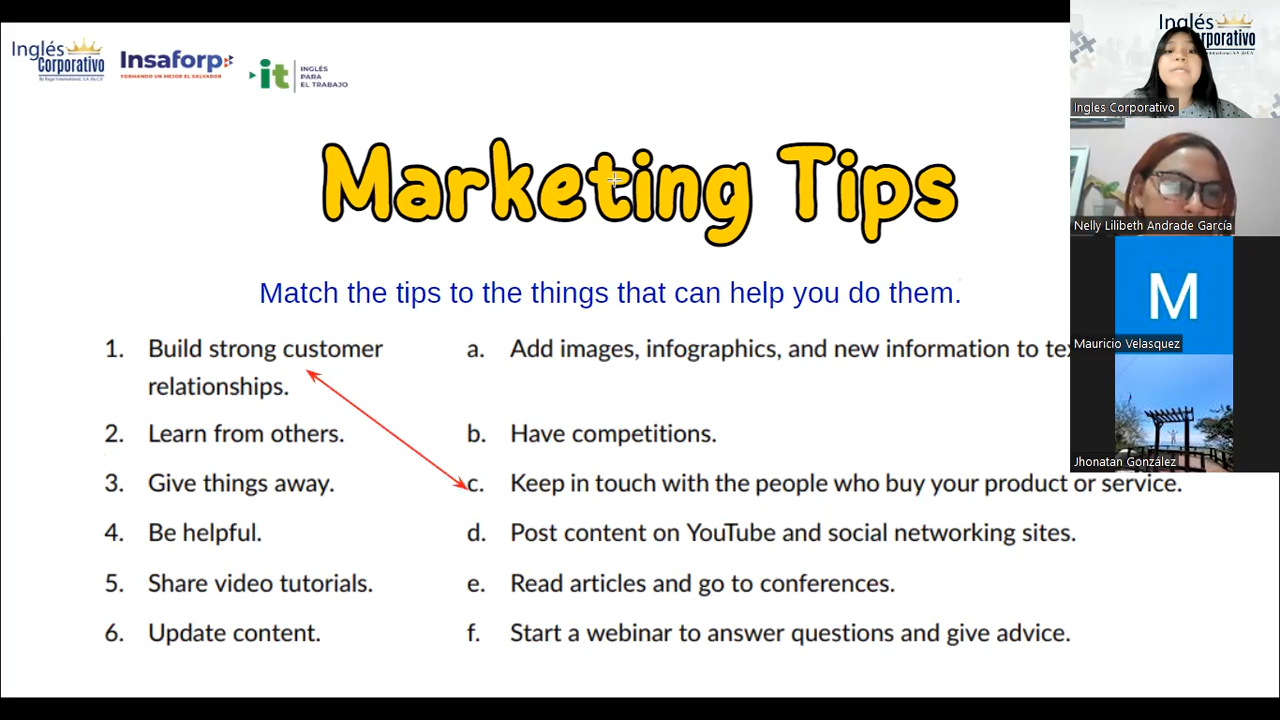 Inglés
Corporativo
Insaforp
FORMANDO UN MEJOR EL SALVADOR
it
INGLÉS
PARA
EL TRABAJO
Inglés
Corporativo
Ingles Corporativo
Nelly Lilibeth Andrade García
M
Mauricio Velasquez
Jhonatan González
Marketing Tips
Match the tips to the things that can help you do them.
1. Build strong customer
relationships.
a. Add images, infographics, and new information to
2. Learn from others.
b. Have competitions.
3. Give things away.
c. Keep in touch with the people who buy your product or service.
4. Be helpful.
d. Post content on YouTube and social networking sites.
5. Share video tutorials.
e. Read articles and go to conferences.
6. Update content.
f. Start a webinar to answer questions and give advice.